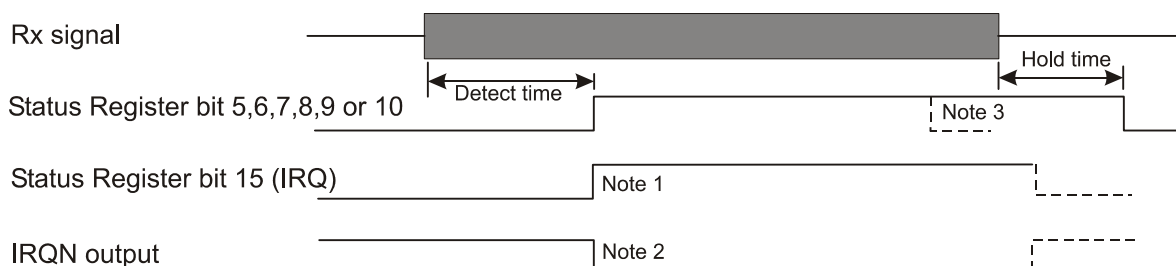 Rx signal
Hold time
Detect time
Status Register bit 5,6,7,8,9 or 10
Note 3
Status Register bit 15 (IRQ)
Note 1
IRQN output
Note 2